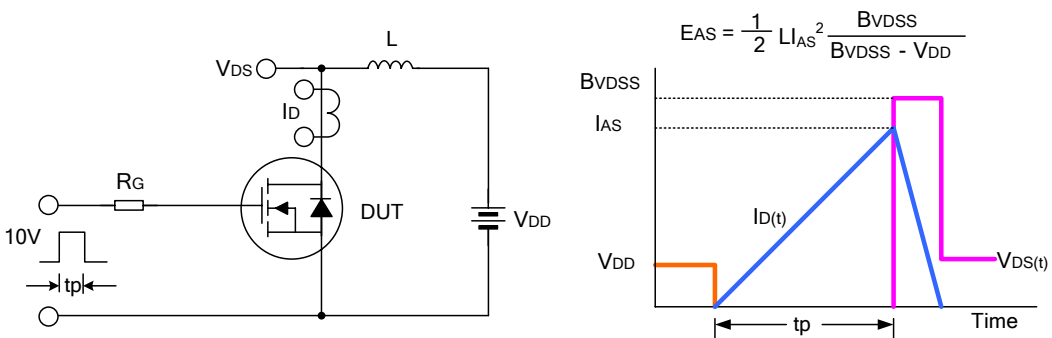 VDS
L
ID
RG
10V
tp
DUT
VDD
EAS = 1/2 LIAS² BVDSS / BVDSS - VDD
BVDSS
IAS
ID(t)
VDD
VDS(t)
tp
Time